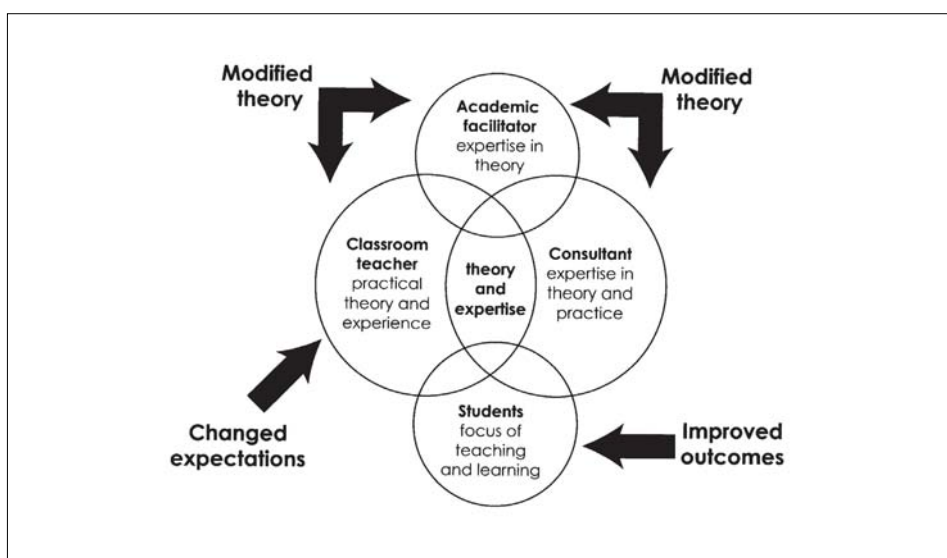 Modified
theory
Modified
theory
Academic
facilitator
expertise in
theory
Classroom
teacher
practical
theory and
experience
theory
and
expertise
Consultant
expertise in
theory and
practice
Students
focus of
teaching
and learning
Changed
expectations
Improved
outcomes